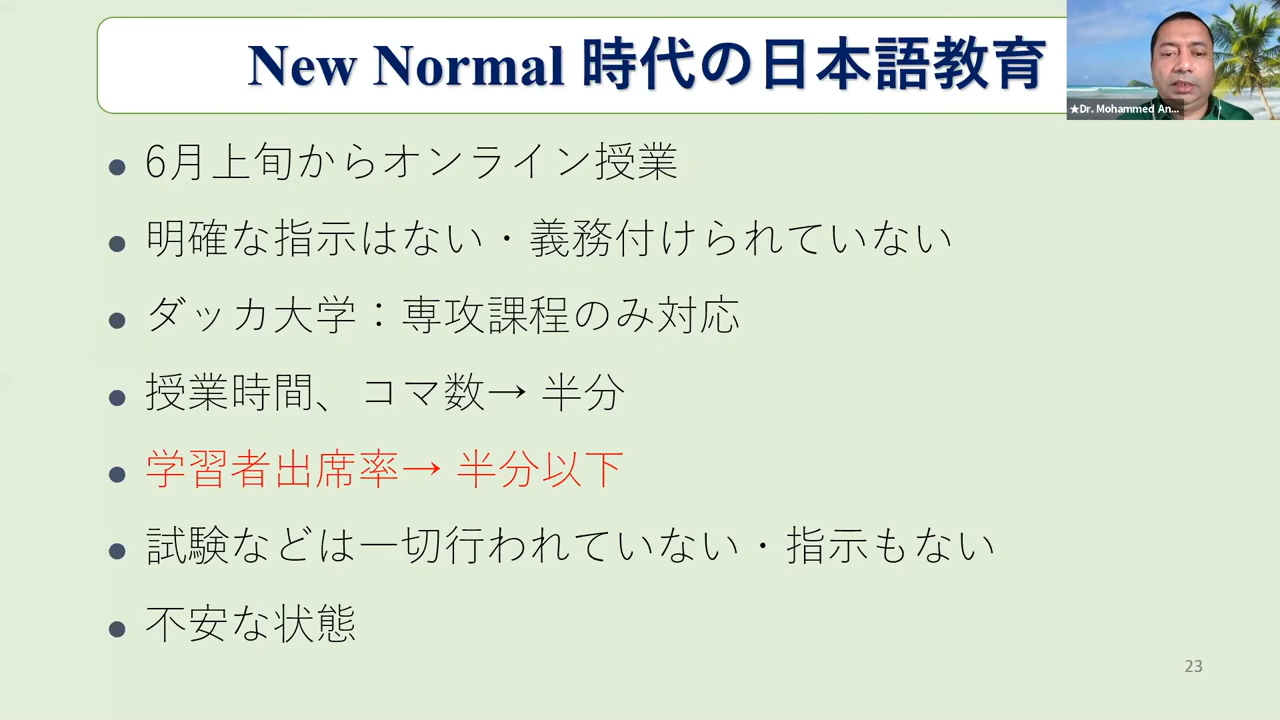 New Normal 時代の日本語教育
★Dr. Mohammed An...
● 6月上旬からオンライン授業
● 明確な指示はない・義務付けられていない
● ダッカ大学：専攻課程のみ対応
● 授業時間、コマ数→ 半分
● 学習者出席率→ 半分以下
● 試験などは一切行われていない・指示もない
● 不安な状態
23